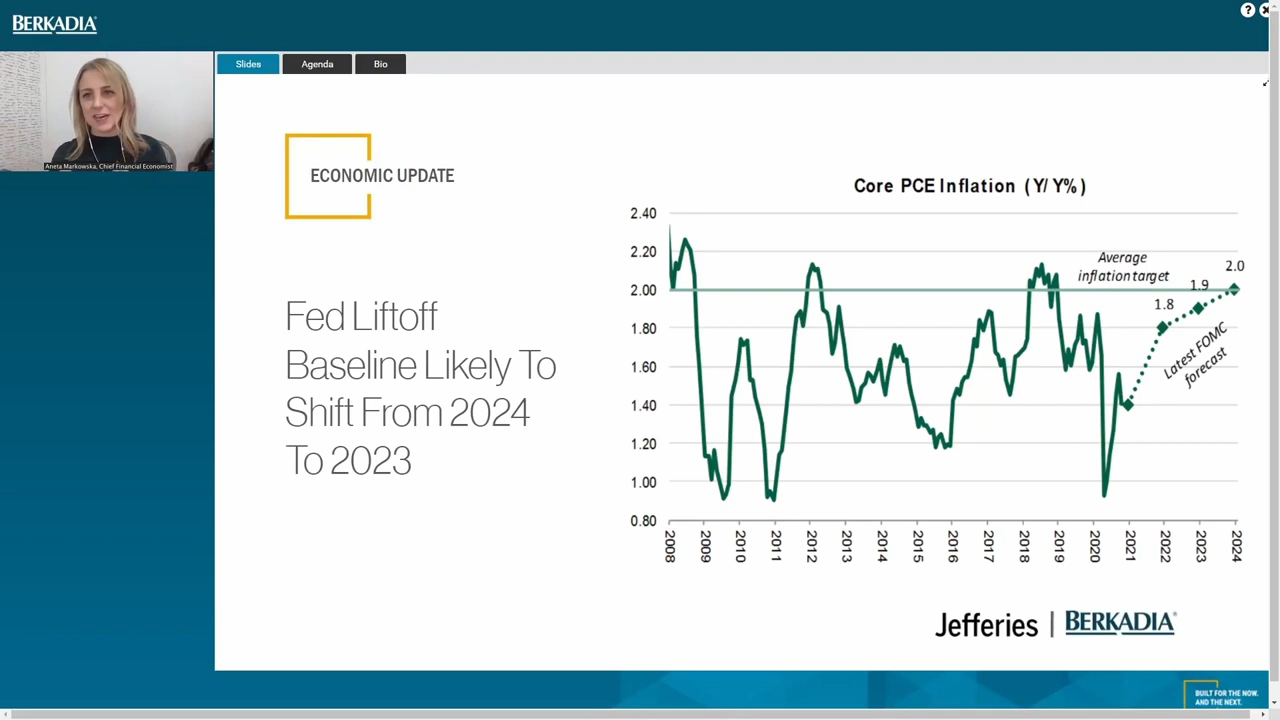 BERKADIA
Slides
Agenda
Bio
Aneta Markowska, Chief Financial Economist
ECONOMIC UPDATE
Fed Liftoff
Baseline Likely To
Shift From 2024
To 2023
Core PCE Inflation (Y/Y%)
2.40
2.20
2.00
1.80
1.60
1.40
1.20
1.00
0.80
Average
inflation target
1.8
1.9
2.0
Latest FOMC
forecast
2008
2009
2010
2011
2012
2013
2014
2015
2016
2017
2018
2019
2020
2021
2022
2023
2024
Jefferies | BERKADIA®
BUILT FOR THE NOW.
AND THE NEXT.